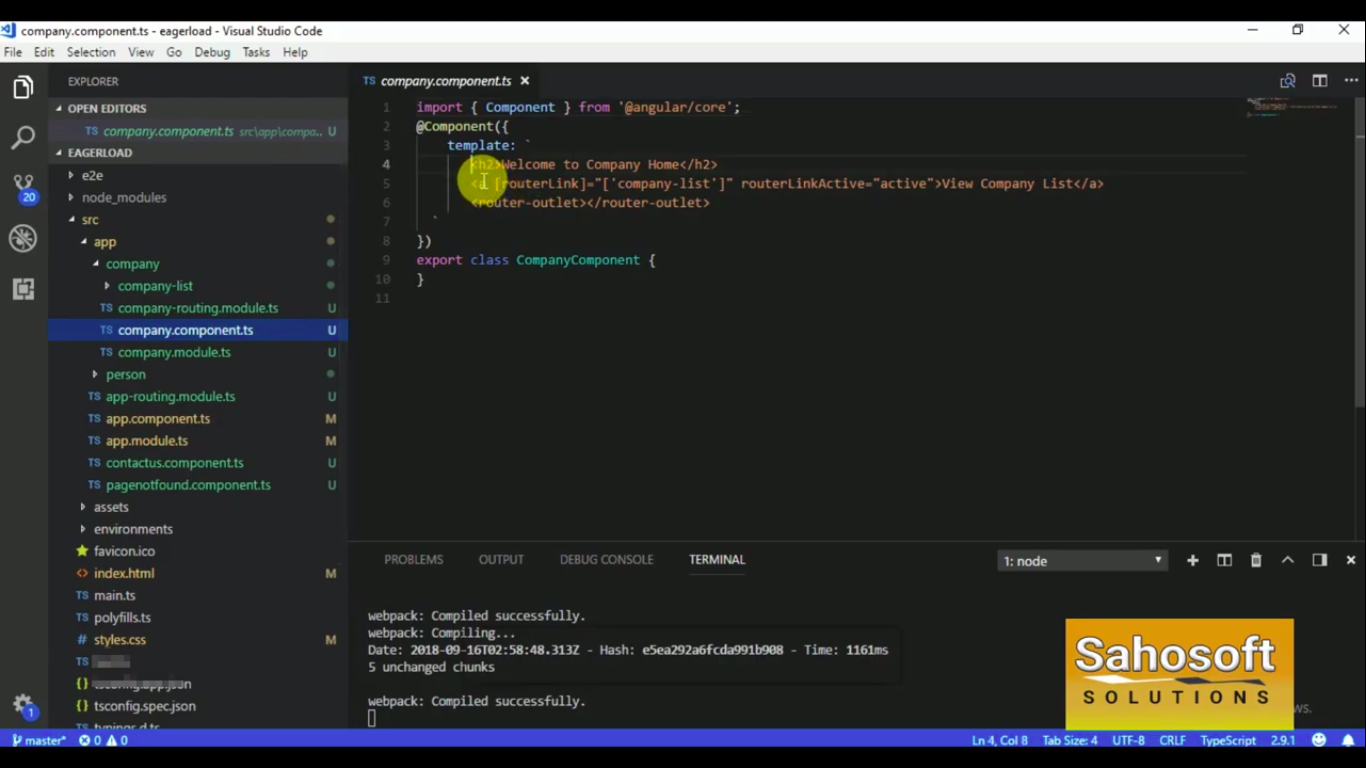 company.component.ts - eagerload - Visual Studio Code
File Edit Selection View Go Debug Tasks Help
EXPLORER
OPEN EDITORS
TS company.component.ts src\app\compa... U
EAGERLOAD
e2e
node_modules
src
app
company
company-list
TS company-routing.module.ts U
TS company.component.ts U
TS company.module.ts U
person
TS app-routing.module.ts U
TS app.component.ts M
TS app.module.ts M
TS contactus.component.ts U
TS pagenotfound.component.ts U
assets
environments
favicon.ico
<> index.html M
TS main.ts
TS polyfills.ts
# styles.css M
TS
{ } tsconfig.app.json
{ } tsconfig.spec.json
typings.d.ts
20
1
TS company.component.ts
1 import { Component } from '@angular/core';
2 @Component({
3 template: `
4 <h2>Welcome to Company Home</h2>
5 <a [routerLink]="['company-list']" routerLinkActive="active">View Company List</a>
6 <router-outlet></router-outlet>
7 `
8 })
9 export class CompanyComponent {
10 }
11
PROBLEMS OUTPUT DEBUG CONSOLE TERMINAL 1: node
webpack: Compiled successfully.
webpack: Compiling...
Date: 2018-09-16T02:58:48.313Z - Hash: e5ea292a6fcda991b908 - Time: 1161ms
5 unchanged chunks
webpack: Compiled successfully.
Sahosoft
SOLUTIONS
master* 0 0 Ln 4, Col 8 Tab Size: 4 UTF-8 CRLF TypeScript 2.9.1